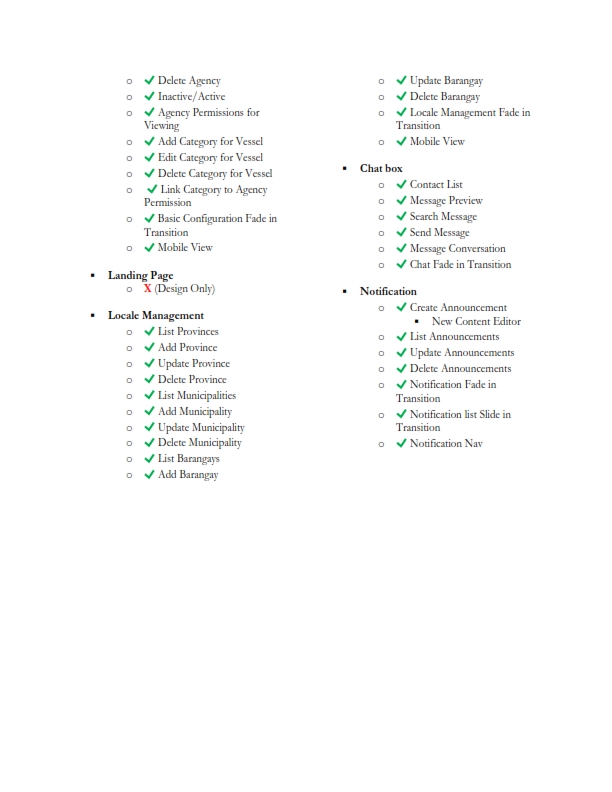 o ✔ Delete Agency
o ✔ Inactive/Active
o ✔ Agency Permissions for
Viewing
o ✔ Add Category for Vessel
o ✔ Edit Category for Vessel
o ✔ Delete Category for Vessel
o ✔ Link Category to Agency
Permission
o ✔ Basic Configuration Fade in
Transition
o ✔ Mobile View
▪ Landing Page
o X (Design Only)
▪ Locale Management
o ✔ List Provinces
o ✔ Add Province
o ✔ Update Province
o ✔ Delete Province
o ✔ List Municipalities
o ✔ Add Municipality
o ✔ Update Municipality
o ✔ Delete Municipality
o ✔ List Barangays
o ✔ Add Barangay
o ✔ Update Barangay
o ✔ Delete Barangay
o ✔ Locale Management Fade in
Transition
o ✔ Mobile View
▪ Chat box
o ✔ Contact List
o ✔ Message Preview
o ✔ Search Message
o ✔ Send Message
o ✔ Message Conversation
o ✔ Chat Fade in Transition
▪ Notification
o ✔ Create Announcement
▪ New Content Editor
o ✔ List Announcements
o ✔ Update Announcements
o ✔ Delete Announcements
o ✔ Notification Fade in
Transition
o ✔ Notification list Slide in
Transition
o ✔ Notification Nav